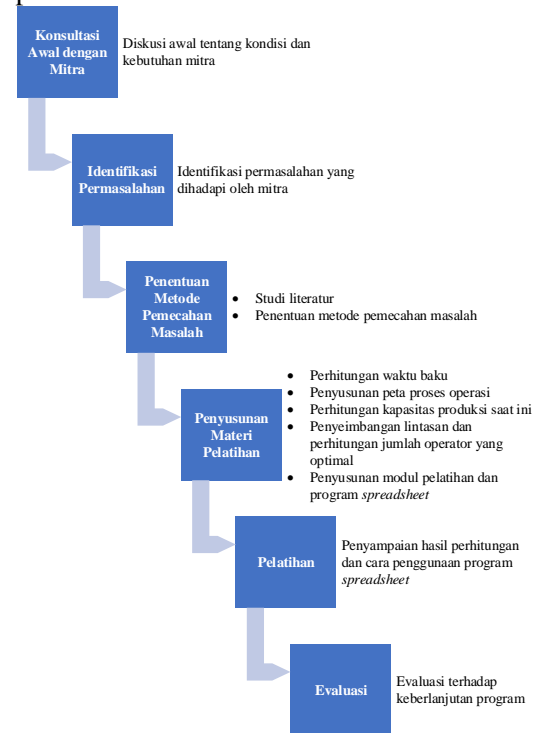 Konsultasi
Awal dengan
Mitra
Diskusi awal tentang kondisi dan
kebutuhan mitra
Identifikasi
Permasalahan
Identifikasi permasalahan yang
dihadapi oleh mitra
Penentuan
Metode
Pemecahan
Masalah
• Studi literatur
• Penentuan metode pemecahan masalah
Penyusunan
Materi
Pelatihan
• Perhitungan waktu baku
• Penyusunan peta proses operasi
• Perhitungan kapasitas produksi saat ini
• Penyeimbangan lintasan dan
perhitungan jumlah operator yang
optimal
• Penyusunan modul pelatihan dan
program spreadsheet
Pelatihan
Penyampaian hasil perhitungan
dan cara penggunaan program
spreadsheet
Evaluasi
Evaluasi terhadap
keberlanjutan program